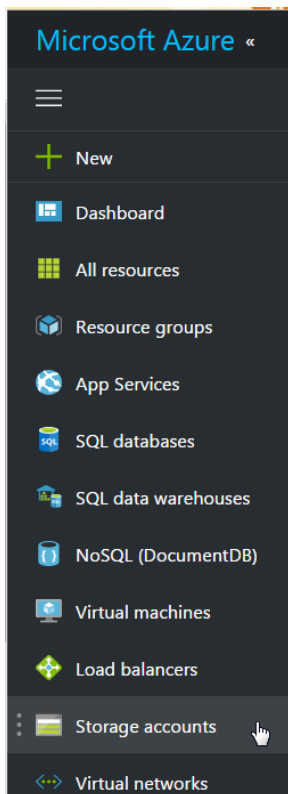 Microsoft Azure «
New
Dashboard
All resources
Resource groups
App Services
SQL databases
SQL data warehouses
NoSQL (DocumentDB)
Virtual machines
Load balancers
Storage accounts
Virtual networks